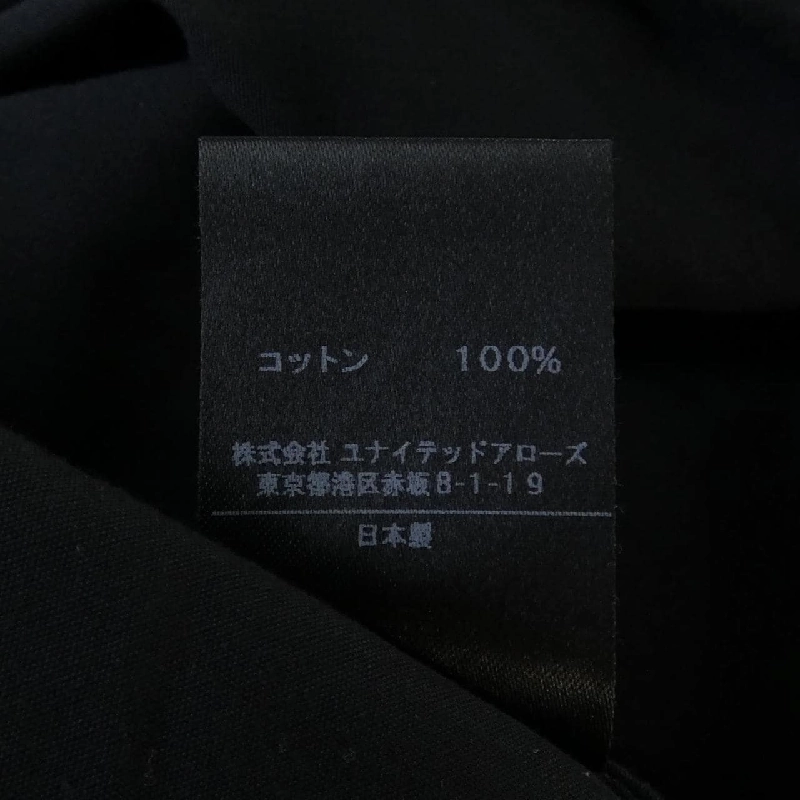 コットン 100%
株式会社 ユナイテッドアローズ
東京都港区赤坂8-1-19
日本製